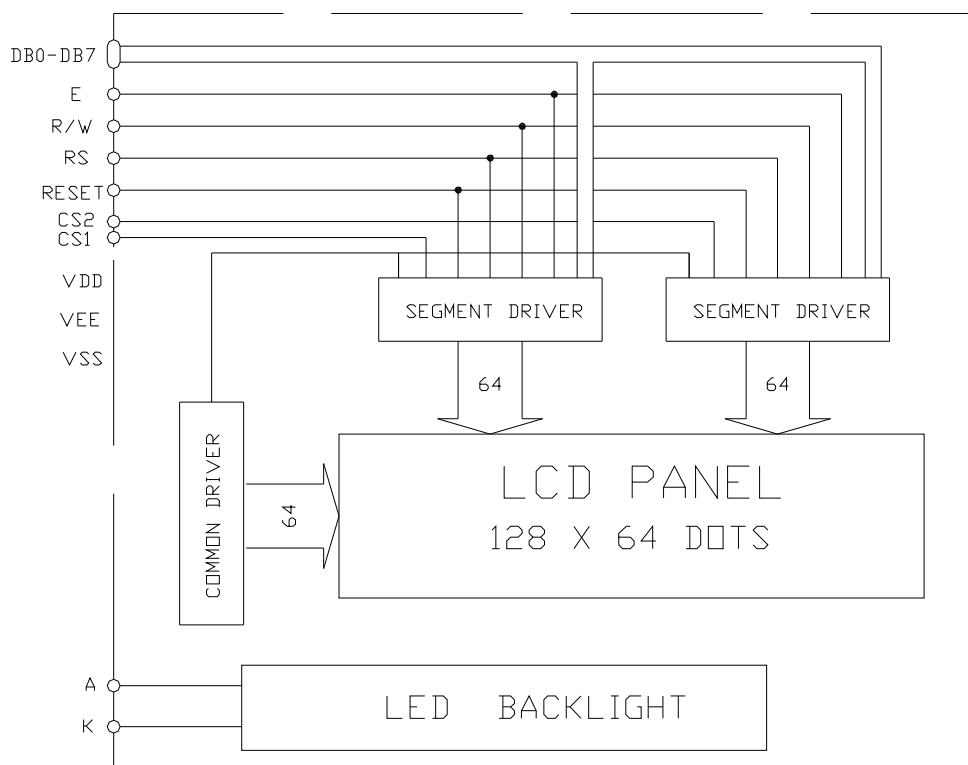 DB0-DB7
E
R/W
RS
RESET
CS2
CS1
VDD
VEE
VSS
SEGMENT DRIVER
SEGMENT DRIVER
64
64
COMMON DRIVER
64
LCD PANEL
128 X 64 DOTS
A
K
LED BACKLIGHT